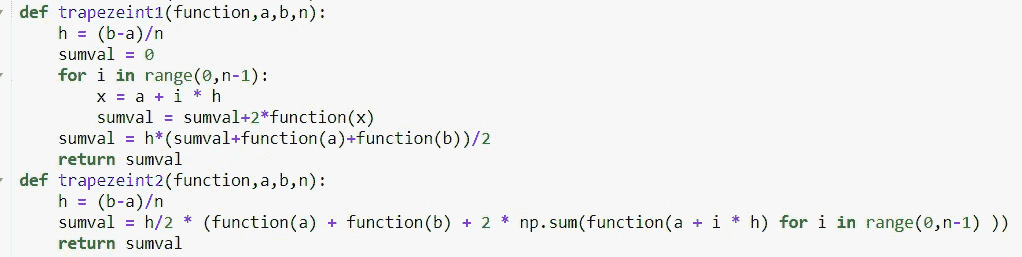 def trapezeint1(function,a,b,n):
    h = (b-a)/n
    sumval = 0
    for i in range(0,n-1):
        x = a + i * h
        sumval = sumval+2*function(x)
    sumval = h*(sumval+function(a)+function(b))/2
    return sumval
def trapezeint2(function,a,b,n):
    h = (b-a)/n
    sumval = h/2 * (function(a) + function(b) + 2 * np.sum(function(a + i * h) for i in range(0,n-1) ))
    return sumval